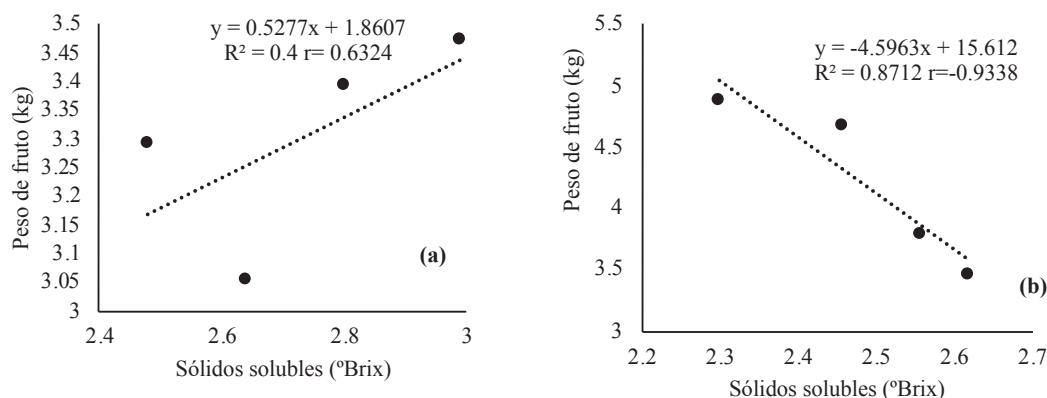 y = 0.5277x + 1.8607
R² = 0.4 r= 0.6324
3.5
3.45
3.4
3.35
3.3
3.25
3.2
3.15
3.1
3.05
3
Peso de fruto (kg)
(a)
2.4 2.6 2.8 3
Sólidos solubles (ºBrix)
y = -4.5963x + 15.612
R² = 0.8712 r=-0.9338
5.5
5
4.5
4
3.5
3
Peso de fruto (kg)
(b)
2.2 2.3 2.4 2.5 2.6 2.7
Sólidos solubles (ºBrix)